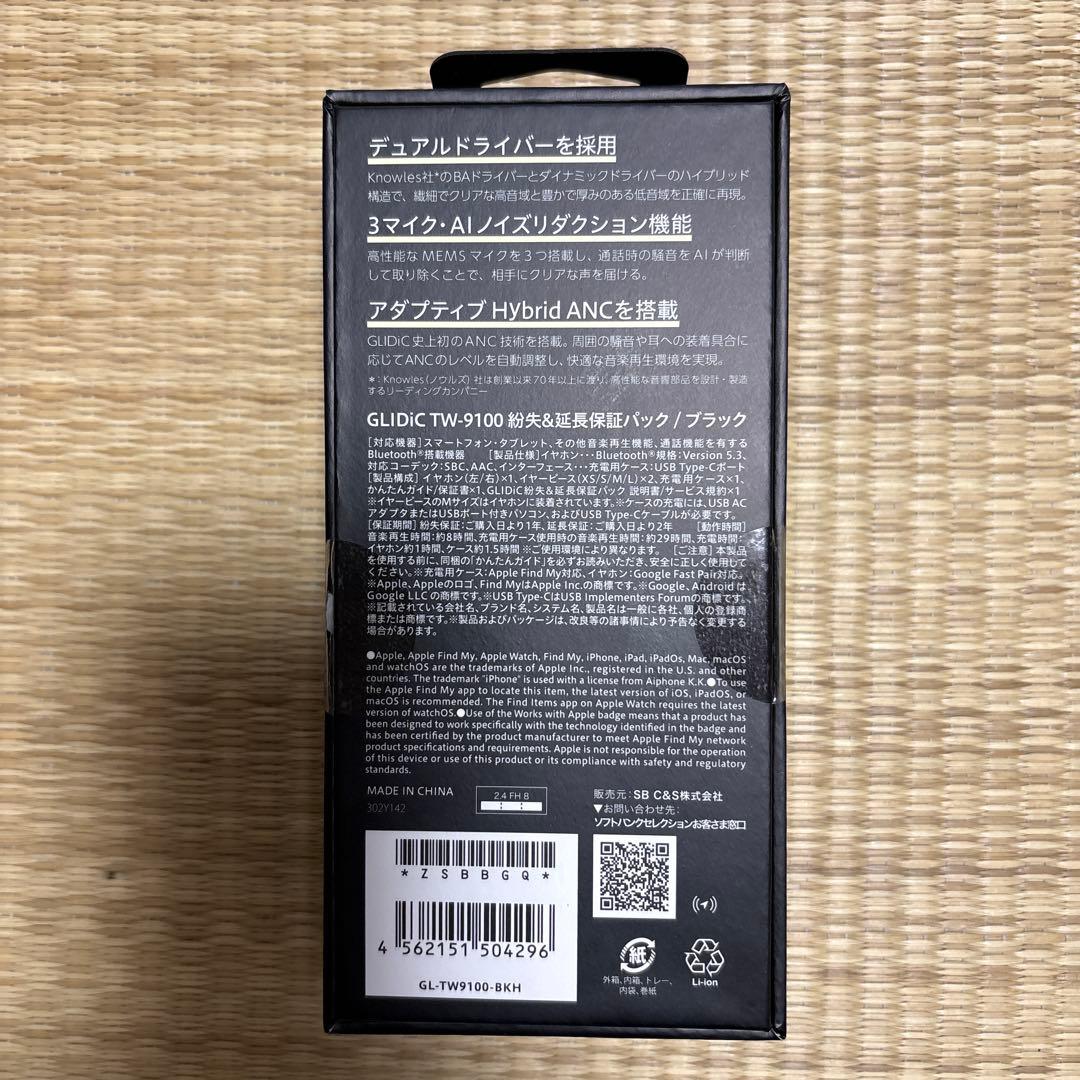 デュアルドライバーを採用
Knowles社*のBAドライバーとダイナミックドライバーのハイブリッド
構造で、繊細でクリアな高音域と豊かで厚みのある低音域を正確に再現。
3マイク・AIノイズリダクション機能
高性能なMEMSマイクを3つ搭載し、通話時の騒音をAIが判断
して取り除くことで、相手にクリアな声を届ける。
アダプティブ Hybrid ANCを搭載
GLIDiC史上初のANC技術を搭載。周囲の騒音や耳への装着具合に
応じてANCのレベルを自動調整し、快適な音楽再生環境を実現。
*:Knowles(ノウルズ)社は創業以来70年以上に渡り、高性能な音響部品を設計・製造
するリーディングカンパニー
GLIDiC TW-9100 紛失&延長保証パック / ブラック
[対応機器]スマートフォン・タブレット、その他音楽再生機能、通話機能を有する
Bluetooth®搭載機器 [製品仕様]イヤホン・・・Bluetooth®規格:Version 5.3、
対応コーデック:SBC、AAC、インターフェース・・・充電用ケース:USB Type-Cポート
[製品構成]イヤホン(左/右)×1、イヤーピース(XS/S/M/L)×2、充電用ケース×1、
かんたんガイド/保証書×1、GLIDiC紛失&延長保証パック 説明書/サービス規約×1
※イヤーピースのMサイズはイヤホンに装着されています。※ケースの充電には、USB AC
アダプタまたはUSBポート付きパソコン、およびUSB Type-Cケーブルが必要です。
[保証期間]紛失保証:ご購入日より1年、延長保証:ご購入日より2年 [動作時間]
音楽再生時間:約8時間、充電用ケース使用時の音楽再生時間:約29時間、充電時間:
イヤホン約1時間、ケース約1.5時間 ※ご使用環境により異なります。 [ご注意]本製品
を使用する前に、同梱の「かんたんガイド」を必ずお読みいただき、安全に正しく使用して
ください。※充電用ケース:Apple Find My対応、イヤホン:Google Fast Pair対応。
※Apple、Appleのロゴ、Find MyはApple Inc.の商標です。※Google、Android は
Google LLC の商標です。※USB Type-CはUSB Implementers Forumの商標です。
※記載されている会社名、ブランド名、システム名、製品名は一般に各社、個人の登録商
標または商標です。※製品およびパッケージは、改良等の諸事情により予告なく変更する
場合があります。
●Apple, Apple Find My, Apple Watch, Find My, iPhone, iPad, iPadOs, Mac, macOS
and watchOS are the trademarks of Apple Inc., registered in the U.S. and other
countries. The trademark "iPhone" is used with a license from Aiphone K.K.●To use
the Apple Find My app to locate this item, the latest version of iOS, iPadOS, or
macOS is recommended. The Find Items app on Apple Watch requires the latest
version of watchOS.●Use of the Works with Apple badge means that a product has
been designed to work specifically with the technology identified in the badge and
has been certified by the product manufacturer to meet Apple Find My network
product specifications and requirements. Apple is not responsible for the operation
of this device or use of this product or its compliance with safety and regulatory
standards.
MADE IN CHINA
302Y142
2.4 FH 8
販売元:SB C&S株式会社
▼お問い合わせ先:
ソフトバンクセレクションお客さま窓口
*ZSBBGQ*
4 562151 504296
GL-TW9100-BKH
紙
外箱、内箱、トレー、
内袋、巻紙
Li-ion